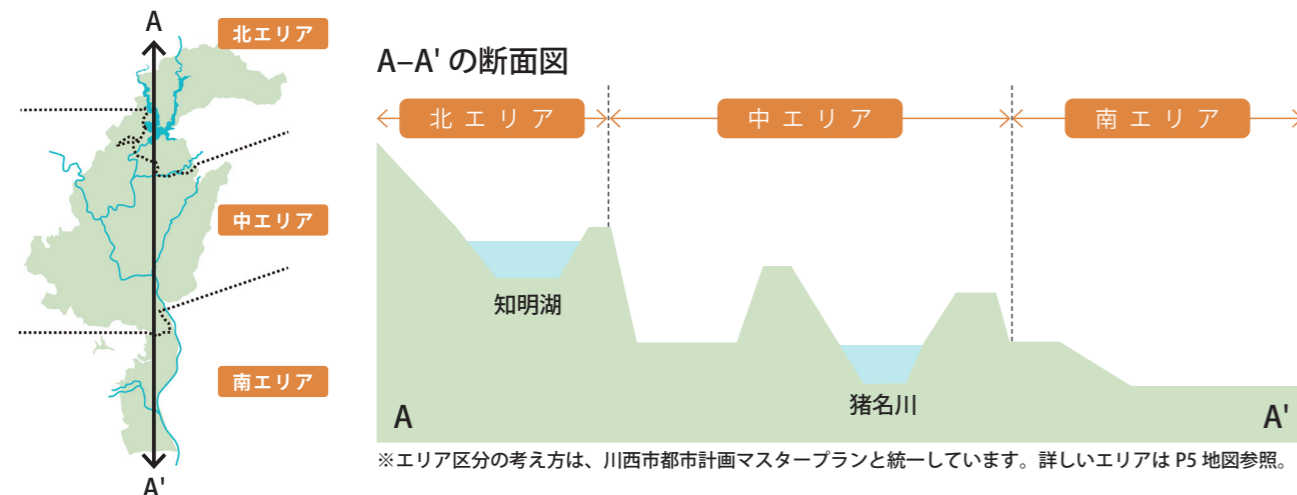 A
北エリア
中エリア
南エリア
A'
A–A' の断面図
北エリア
中エリア
南エリア
知明湖
猪名川
A
A'
※エリア区分の考え方は、川西市都市計画マスタープランと統一しています。詳しいエリアは P5 地図参照。